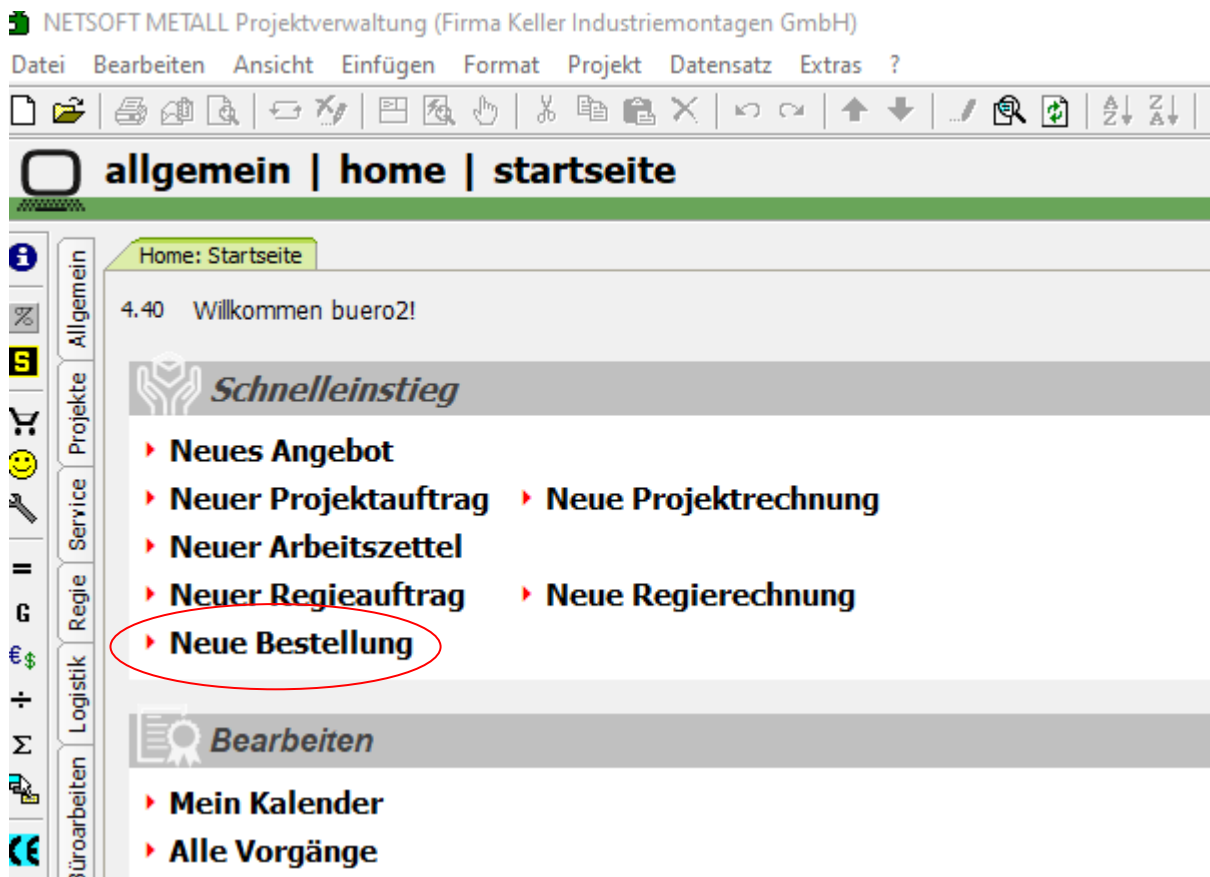 NETSOFT METALL Projektverwaltung (Firma Keller Industriemontagen GmbH)
Datei Bearbeiten Ansicht Einfügen Format Projekt Datensatz Extras ?
allgemein | home | startseite
Home: Startseite
4.40 Willkommen buero2!
Schnelleinstieg
Neues Angebot
Neuer Projektauftrag Neue Projektrechnung
Neuer Arbeitszettel
Neuer Regieauftrag Neue Regierechnung
Neue Bestellung
Bearbeiten
Mein Kalender
Alle Vorgänge
Allgemein
Projekte
Service
Regie
Logistik
Büroarbeiten
S
=
G
€$
÷
Σ
CE